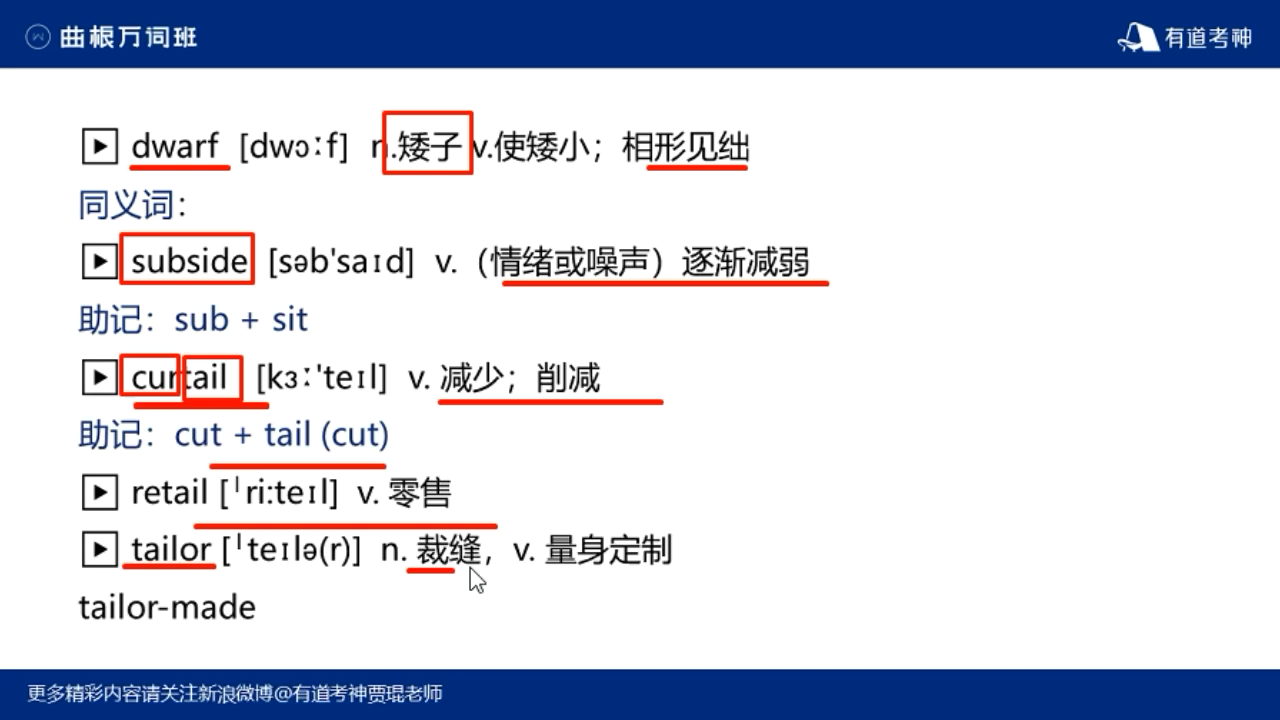 曲根万词班
有道考神
dwarf [dwɔːf] n.矮子 v.使矮小；相形见绌
同义词：
subside [səb'saɪd] v.（情绪或噪声）逐渐减弱
助记：sub + sit
curtail [kɜː'teɪl] v. 减少；削减
助记：cut + tail (cut)
retail [ˈri:teɪl] v. 零售
tailor [ˈteɪlə(r)] n. 裁缝，v. 量身定制
tailor-made
更多精彩内容请关注新浪微博@有道考神贾琨老师